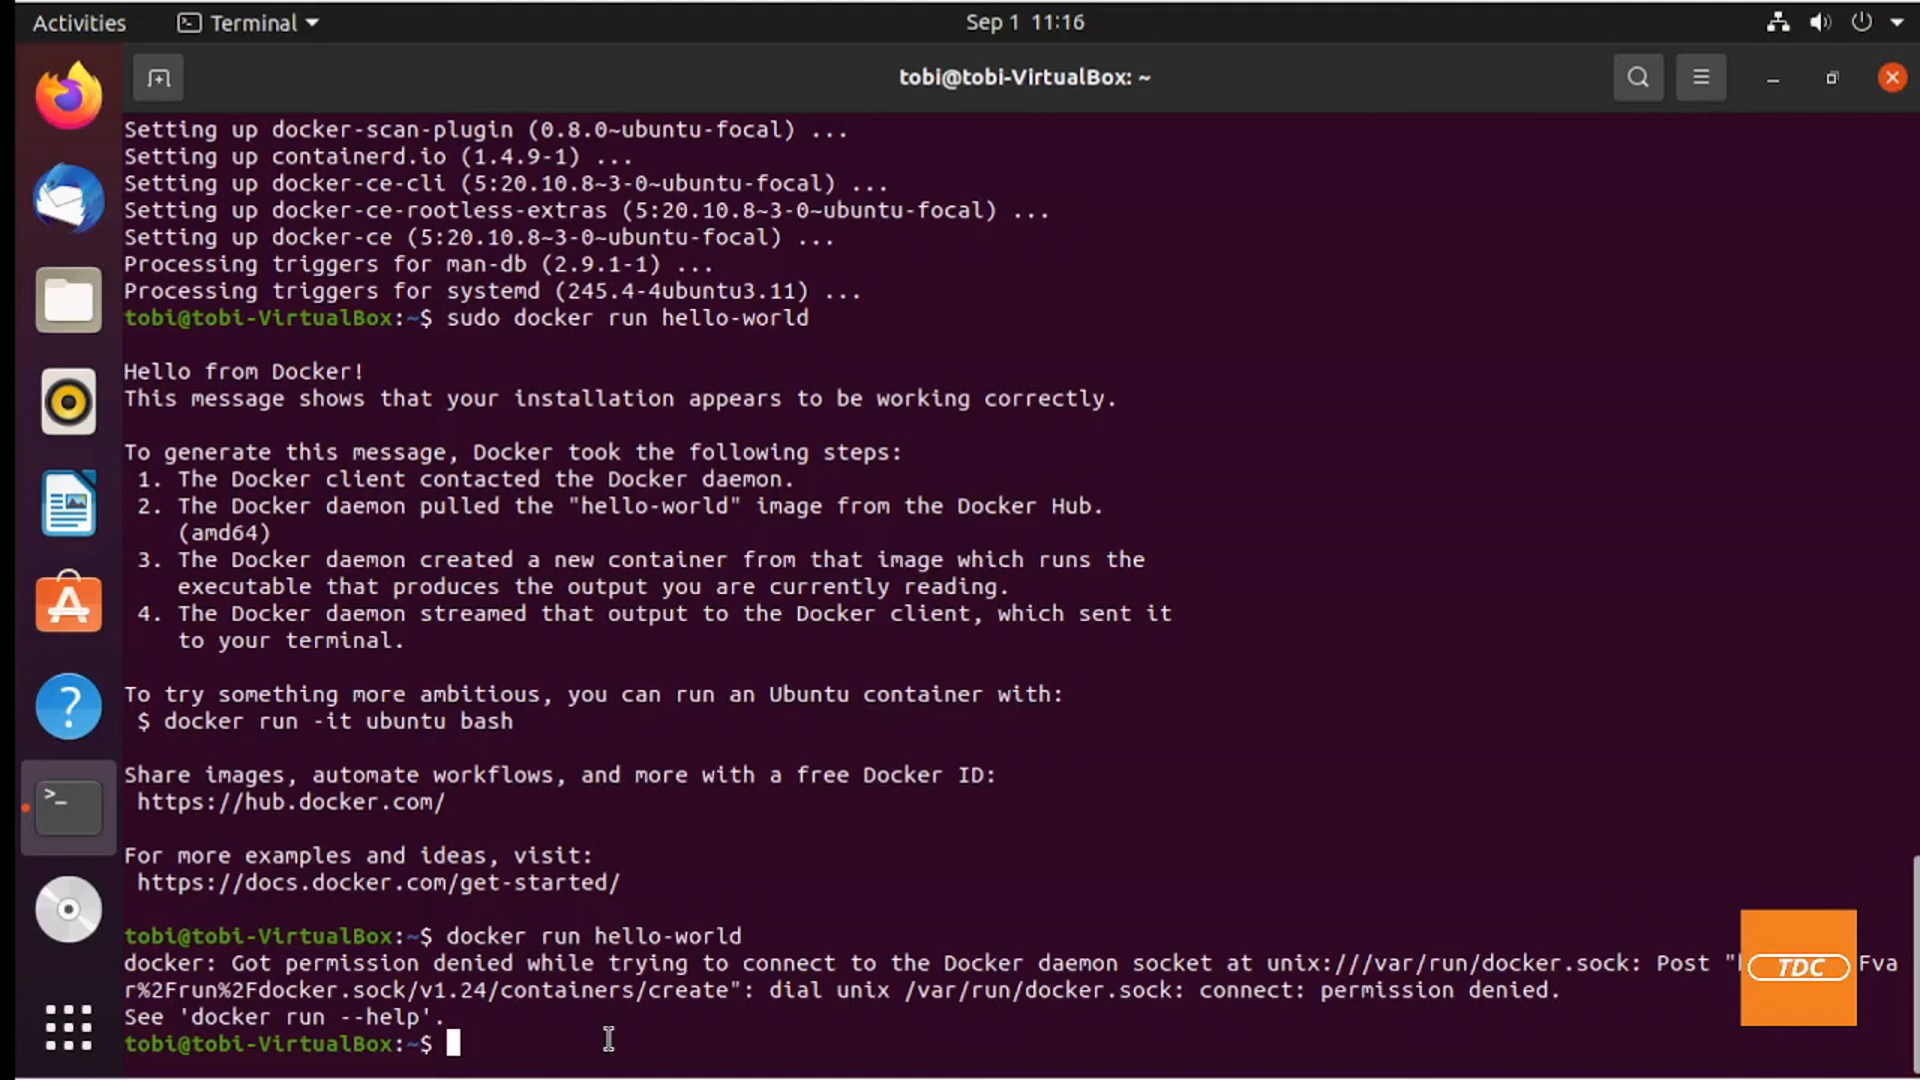 Activities Terminal Sep 1 11:16
tobi@tobi-VirtualBox: ~
Setting up docker-scan-plugin (0.8.0~ubuntu-focal) ...
Setting up containerd.io (1.4.9-1) ...
Setting up docker-ce-cli (5:20.10.8~3-0~ubuntu-focal) ...
Setting up docker-ce-rootless-extras (5:20.10.8~3-0~ubuntu-focal) ...
Setting up docker-ce (5:20.10.8~3-0~ubuntu-focal) ...
Processing triggers for man-db (2.9.1-1) ...
Processing triggers for systemd (245.4-4ubuntu3.11) ...
tobi@tobi-VirtualBox:~$ sudo docker run hello-world
Hello from Docker!
This message shows that your installation appears to be working correctly.
To generate this message, Docker took the following steps:
1. The Docker client contacted the Docker daemon.
2. The Docker daemon pulled the "hello-world" image from the Docker Hub.
(amd64)
3. The Docker daemon created a new container from that image which runs the
executable that produces the output you are currently reading.
4. The Docker daemon streamed that output to the Docker client, which sent it
to your terminal.
To try something more ambitious, you can run an Ubuntu container with:
$ docker run -it ubuntu bash
Share images, automate workflows, and more with a free Docker ID:
https://hub.docker.com/
For more examples and ideas, visit:
https://docs.docker.com/get-started/
tobi@tobi-VirtualBox:~$ docker run hello-world
docker: Got permission denied while trying to connect to the Docker daemon socket at unix:///var/run/docker.sock: Post " Fva
r%2Frun%2Fdocker.sock/v1.24/containers/create": dial unix /var/run/docker.sock: connect: permission denied.
See 'docker run --help'.
tobi@tobi-VirtualBox:~$
TDC